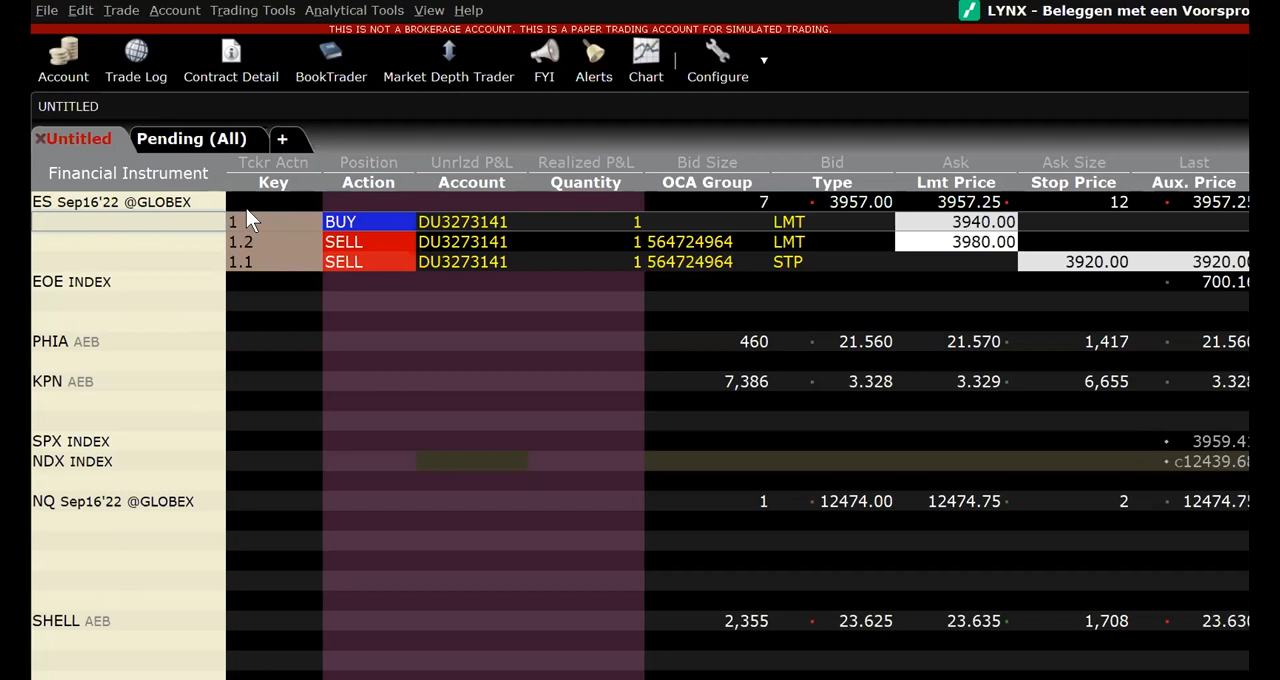 File Edit Trade Account Trading Tools Analytical Tools View Help LYNX - Beleggen met een Voorspro
THIS IS NOT A BROKERAGE ACCOUNT. THIS IS A PAPER TRADING ACCOUNT FOR SIMULATED TRADING.
Account Trade Log Contract Detail BookTrader Market Depth Trader FYI Alerts Chart Configure
UNTITLED
Untitled Pending (All) +
Tckr Actn Position Unrlzd P&L Realized P&L Bid Size Bid Ask Ask Size Last
Financial Instrument Key Action Account Quantity OCA Group Type Lmt Price Stop Price Aux. Price
ES Sep16'22 @GLOBEX 7 3957.00 3957.25 12 3957.25
1 BUY DU3273141 1 LMT 3940.00
1.2 SELL DU3273141 1 564724964 LMT 3980.00
1.1 SELL DU3273141 1 564724964 STP 3920.00 3920.00
EOE INDEX 700.16
PHIA AEB 460 21.560 21.570 1,417 21.560
KPN AEB 7,386 3.328 3.329 6,655 3.328
SPX INDEX 3959.41
NDX INDEX c12439.68
NQ Sep16'22 @GLOBEX 1 12474.00 12474.75 2 12474.75
SHELL AEB 2,355 23.625 23.635 1,708 23.630